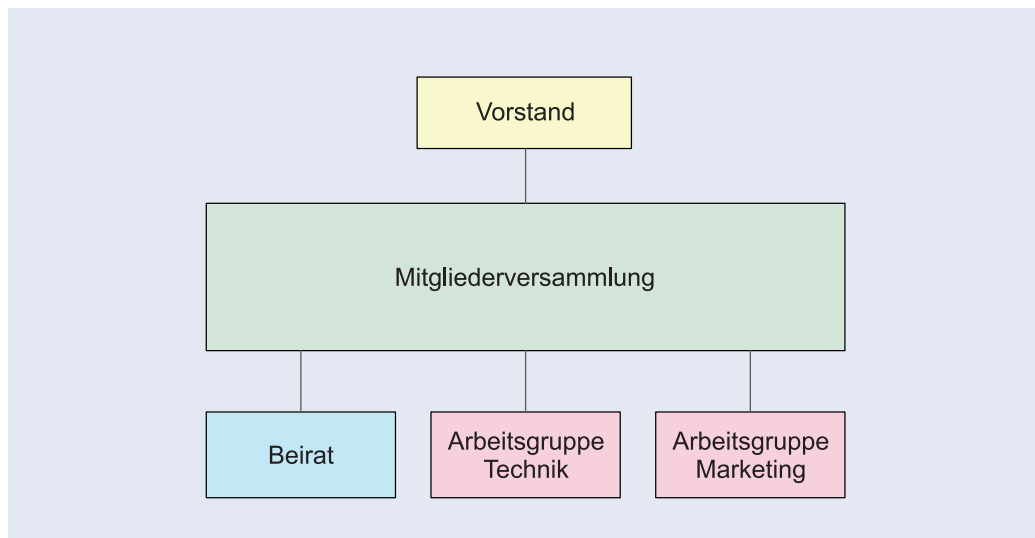 Vorstand
Mitgliederversammlung
Beirat
Arbeitsgruppe
Technik
Arbeitsgruppe
Marketing